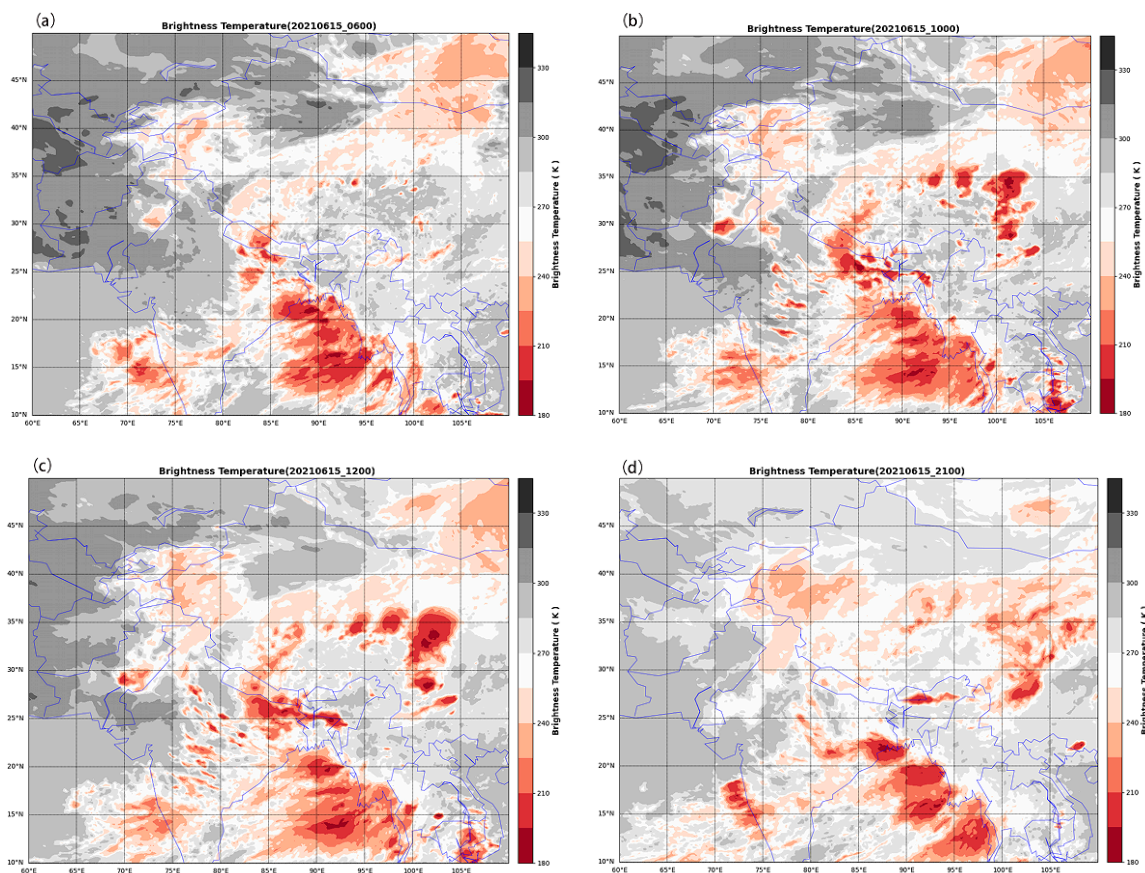 (a)
Brightness Temperature(20210615_0600)
45°N
40°N
35°N
30°N
25°N
20°N
15°N
10°N
60°E 65°E 70°E 75°E 80°E 85°E 90°E 95°E 100°E 105°E
330
300
270
240
210
180
Brightness Temperature ( K )
(b)
Brightness Temperature(20210615_1000)
45°N
40°N
35°N
30°N
25°N
20°N
15°N
10°N
60°E 65°E 70°E 75°E 80°E 85°E 90°E 95°E 100°E 105°E
330
300
270
240
210
180
Brightness Temperature ( K )
(c)
Brightness Temperature(20210615_1200)
45°N
40°N
35°N
30°N
25°N
20°N
15°N
10°N
60°E 65°E 70°E 75°E 80°E 85°E 90°E 95°E 100°E 105°E
330
300
270
240
210
180
Brightness Temperature ( K )
(d)
Brightness Temperature(20210615_2100)
45°N
40°N
35°N
30°N
25°N
20°N
15°N
10°N
60°E 65°E 70°E 75°E 80°E 85°E 90°E 95°E 100°E 105°E
330
300
270
240
210
180
Brightness Temperature ( K )